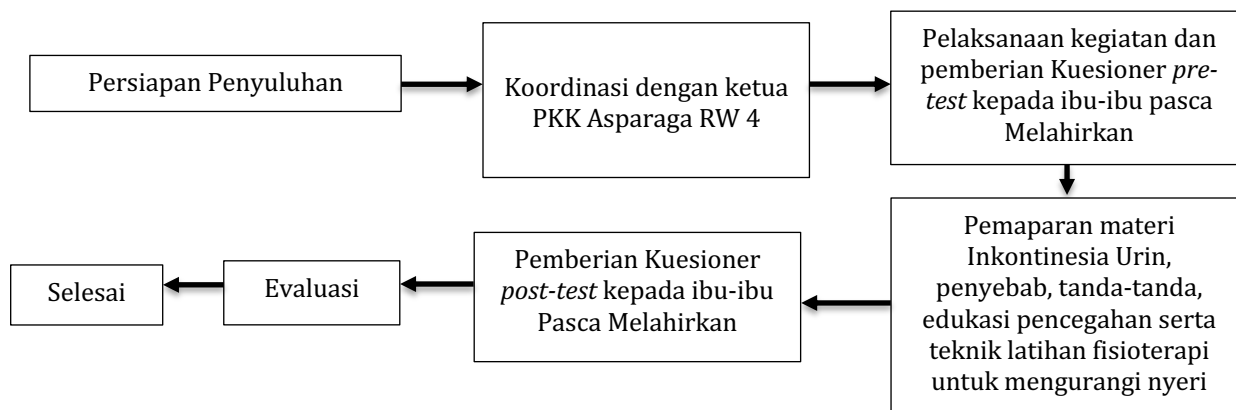 Persiapan Penyuluhan
Koordinasi dengan ketua
PKK Asparaga RW 4
Pelaksanaan kegiatan dan
pemberian Kuesioner pre-
test kepada ibu-ibu pasca
Melahirkan
Pemaparan materi
Inkontinesia Urin,
penyebab, tanda-tanda,
edukasi pencegahan serta
teknik latihan fisioterapi
untuk mengurangi nyeri
Pemberian Kuesioner
post-test kepada ibu-ibu
Pasca Melahirkan
Evaluasi
Selesai